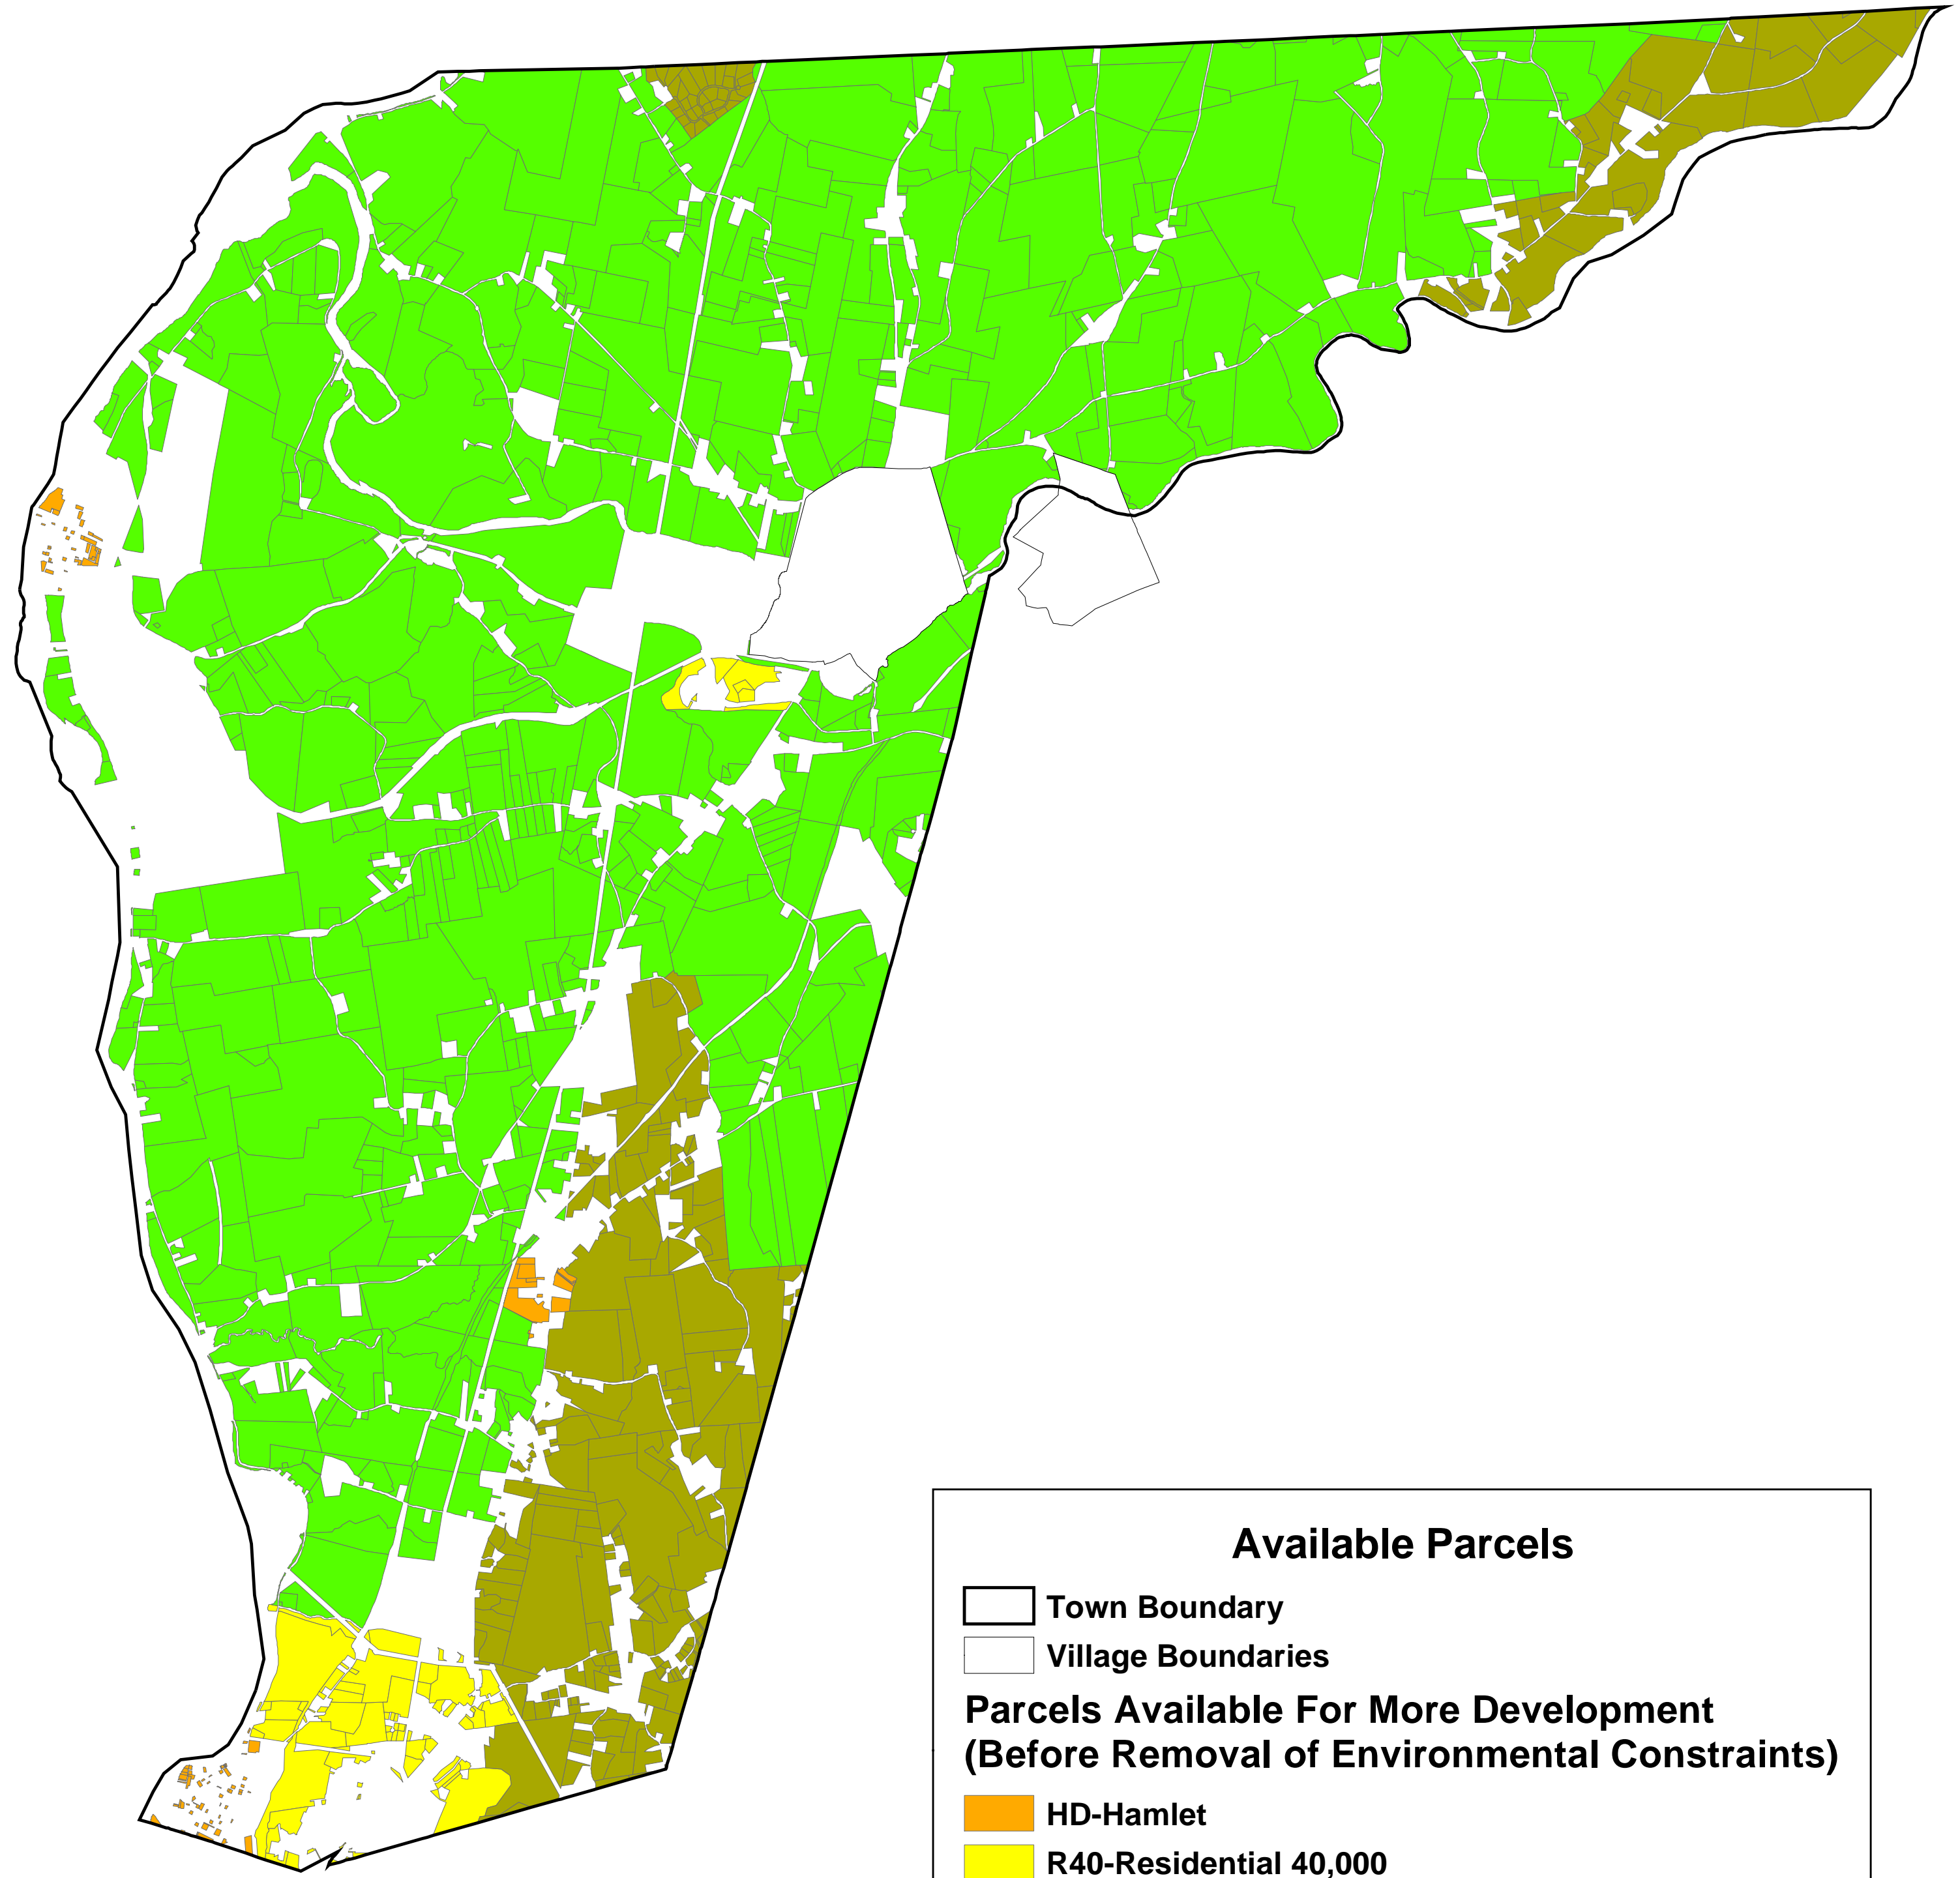 Available Parcels
Town Boundary
Village Boundaries
Parcels Available For More Development
(Before Removal of Environmental Constraints)
HD-Hamlet
R40-Residential 40,000